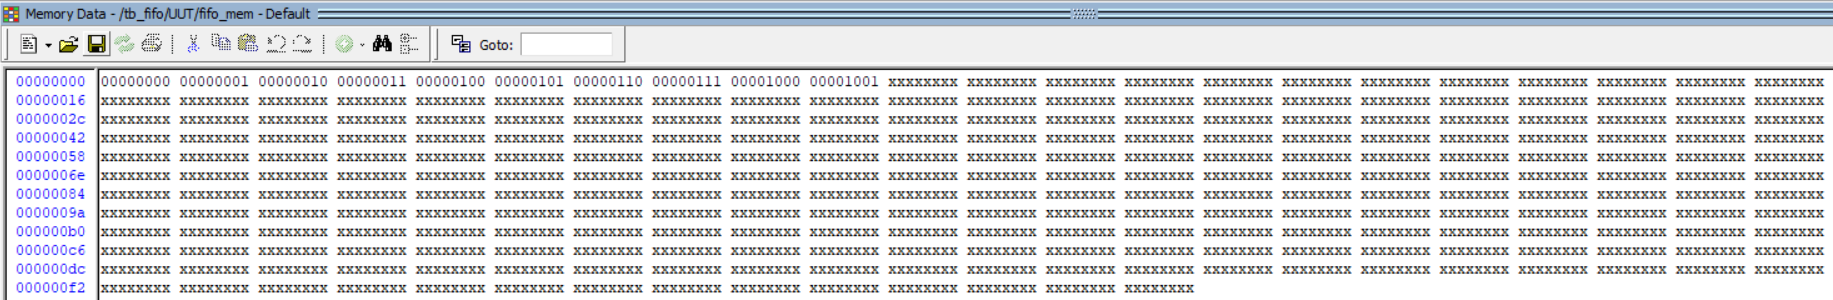 Memory Data - /tb_fifo/UUT/fifo_mem - Default
Goto:
00000000 00000000 00000001 00000010 00000011 00000100 00000101 00000110 00000111 00001000 00001001 xxxxxxxx xxxxxxxx xxxxxxxx xxxxxxxx xxxxxxxx xxxxxxxx xxxxxxxx xxxxxxxx xxxxxxxx xxxxxxxx xxxxxxxx xxxxxxxx
00000016 xxxxxxxx xxxxxxxx xxxxxxxx xxxxxxxx xxxxxxxx xxxxxxxx xxxxxxxx xxxxxxxx xxxxxxxx xxxxxxxx xxxxxxxx xxxxxxxx xxxxxxxx xxxxxxxx xxxxxxxx xxxxxxxx xxxxxxxx xxxxxxxx xxxxxxxx xxxxxxxx xxxxxxxx xxxxxxxx
0000002c xxxxxxxx xxxxxxxx xxxxxxxx xxxxxxxx xxxxxxxx xxxxxxxx xxxxxxxx xxxxxxxx xxxxxxxx xxxxxxxx xxxxxxxx xxxxxxxx xxxxxxxx xxxxxxxx xxxxxxxx xxxxxxxx xxxxxxxx xxxxxxxx xxxxxxxx xxxxxxxx xxxxxxxx xxxxxxxx
00000042 xxxxxxxx xxxxxxxx xxxxxxxx xxxxxxxx xxxxxxxx xxxxxxxx xxxxxxxx xxxxxxxx xxxxxxxx xxxxxxxx xxxxxxxx xxxxxxxx xxxxxxxx xxxxxxxx xxxxxxxx xxxxxxxx xxxxxxxx xxxxxxxx xxxxxxxx xxxxxxxx xxxxxxxx xxxxxxxx
00000058 xxxxxxxx xxxxxxxx xxxxxxxx xxxxxxxx xxxxxxxx xxxxxxxx xxxxxxxx xxxxxxxx xxxxxxxx xxxxxxxx xxxxxxxx xxxxxxxx xxxxxxxx xxxxxxxx xxxxxxxx xxxxxxxx xxxxxxxx xxxxxxxx xxxxxxxx xxxxxxxx xxxxxxxx xxxxxxxx
0000006e xxxxxxxx xxxxxxxx xxxxxxxx xxxxxxxx xxxxxxxx xxxxxxxx xxxxxxxx xxxxxxxx xxxxxxxx xxxxxxxx xxxxxxxx xxxxxxxx xxxxxxxx xxxxxxxx xxxxxxxx xxxxxxxx xxxxxxxx xxxxxxxx xxxxxxxx xxxxxxxx xxxxxxxx xxxxxxxx
00000084 xxxxxxxx xxxxxxxx xxxxxxxx xxxxxxxx xxxxxxxx xxxxxxxx xxxxxxxx xxxxxxxx xxxxxxxx xxxxxxxx xxxxxxxx xxxxxxxx xxxxxxxx xxxxxxxx xxxxxxxx xxxxxxxx xxxxxxxx xxxxxxxx xxxxxxxx xxxxxxxx xxxxxxxx xxxxxxxx
0000009a xxxxxxxx xxxxxxxx xxxxxxxx xxxxxxxx xxxxxxxx xxxxxxxx xxxxxxxx xxxxxxxx xxxxxxxx xxxxxxxx xxxxxxxx xxxxxxxx xxxxxxxx xxxxxxxx xxxxxxxx xxxxxxxx xxxxxxxx xxxxxxxx xxxxxxxx xxxxxxxx xxxxxxxx xxxxxxxx
000000b0 xxxxxxxx xxxxxxxx xxxxxxxx xxxxxxxx xxxxxxxx xxxxxxxx xxxxxxxx xxxxxxxx xxxxxxxx xxxxxxxx xxxxxxxx xxxxxxxx xxxxxxxx xxxxxxxx xxxxxxxx xxxxxxxx xxxxxxxx xxxxxxxx xxxxxxxx xxxxxxxx xxxxxxxx xxxxxxxx
000000c6 xxxxxxxx xxxxxxxx xxxxxxxx xxxxxxxx xxxxxxxx xxxxxxxx xxxxxxxx xxxxxxxx xxxxxxxx xxxxxxxx xxxxxxxx xxxxxxxx xxxxxxxx xxxxxxxx xxxxxxxx xxxxxxxx xxxxxxxx xxxxxxxx xxxxxxxx xxxxxxxx xxxxxxxx xxxxxxxx
000000dc xxxxxxxx xxxxxxxx xxxxxxxx xxxxxxxx xxxxxxxx xxxxxxxx xxxxxxxx xxxxxxxx xxxxxxxx xxxxxxxx xxxxxxxx xxxxxxxx xxxxxxxx xxxxxxxx xxxxxxxx xxxxxxxx xxxxxxxx xxxxxxxx xxxxxxxx xxxxxxxx xxxxxxxx xxxxxxxx
000000f2 xxxxxxxx xxxxxxxx xxxxxxxx xxxxxxxx xxxxxxxx xxxxxxxx xxxxxxxx xxxxxxxx xxxxxxxx xxxxxxxx xxxxxxxx xxxxxxxx xxxxxxxx xxxxxxxx